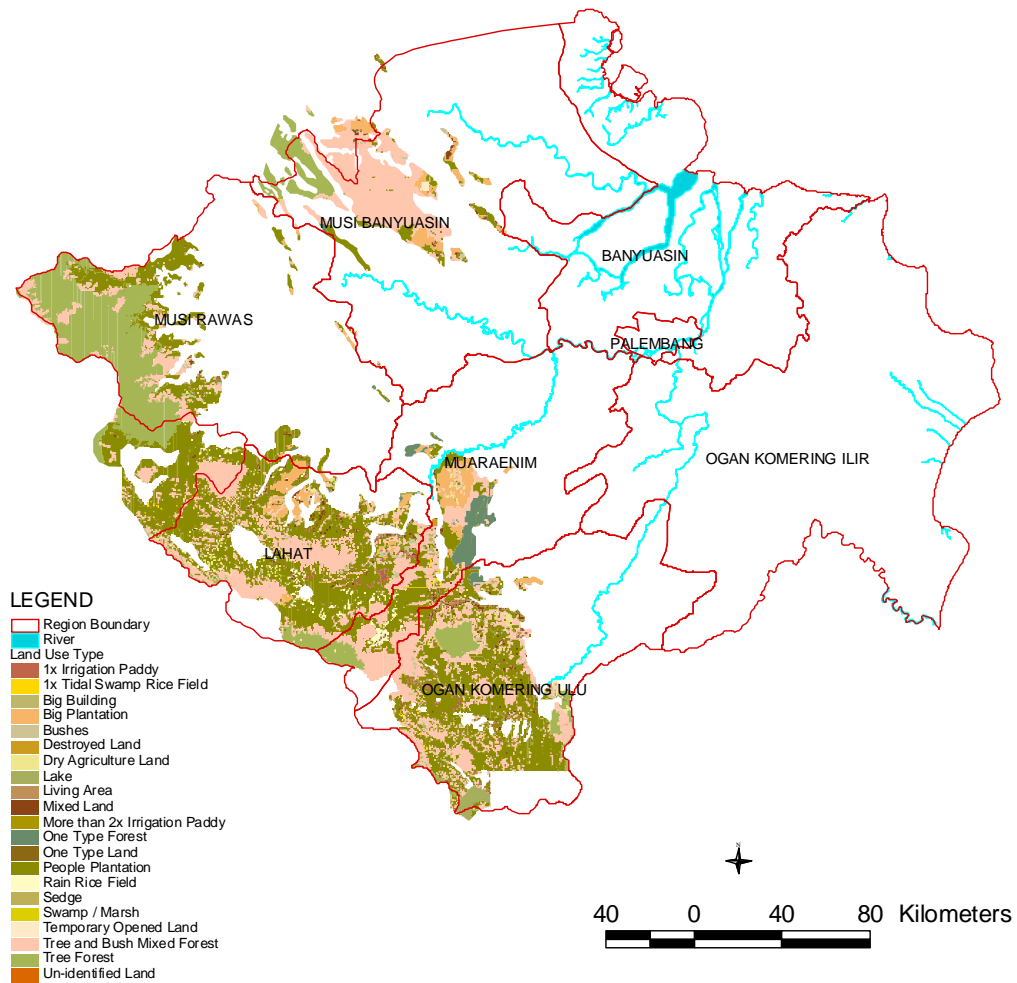 MUSI BANYUASIN
BANYUASIN
MUSI RAWAS
PALEMBANG
MUARAENIM
OGAN KOMERING ILIR
LAHAT
OGAN KOMERING ULU
LEGEND
Region Boundary
River
Land Use Type
1x Irrigation Paddy
1x Tidal Swamp Rice Field
Big Building
Big Plantation
Bushes
Destroyed Land
Dry Agriculture Land
Lake
Living Area
Mixed Land
More than 2x Irrigation Paddy
One Type Forest
One Type Land
People Plantation
Rain Rice Field
Sedge
Swamp / Marsh
Temporary Opened Land
Tree and Bush Mixed Forest
Tree Forest
Un-identified Land
N
40 0 40 80 Kilometers